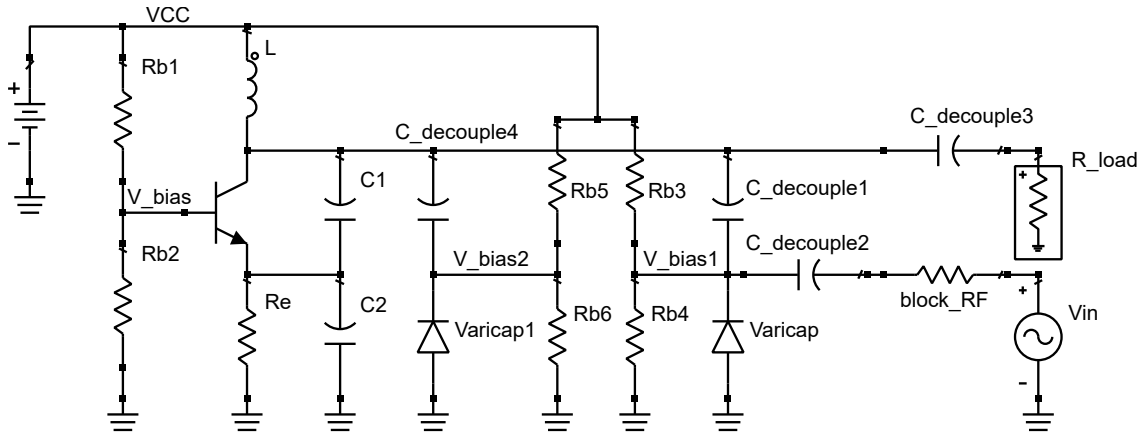 VCC
L
Rb1
C_decouple3
C_decouple4
R_load
C1
Rb5
Rb3
C_decouple1
V_bias
Rb2
C_decouple2
V_bias2
V_bias1
Re
C2
Rb6
Rb4
block_RF
Vin
Varicap1
Varicap